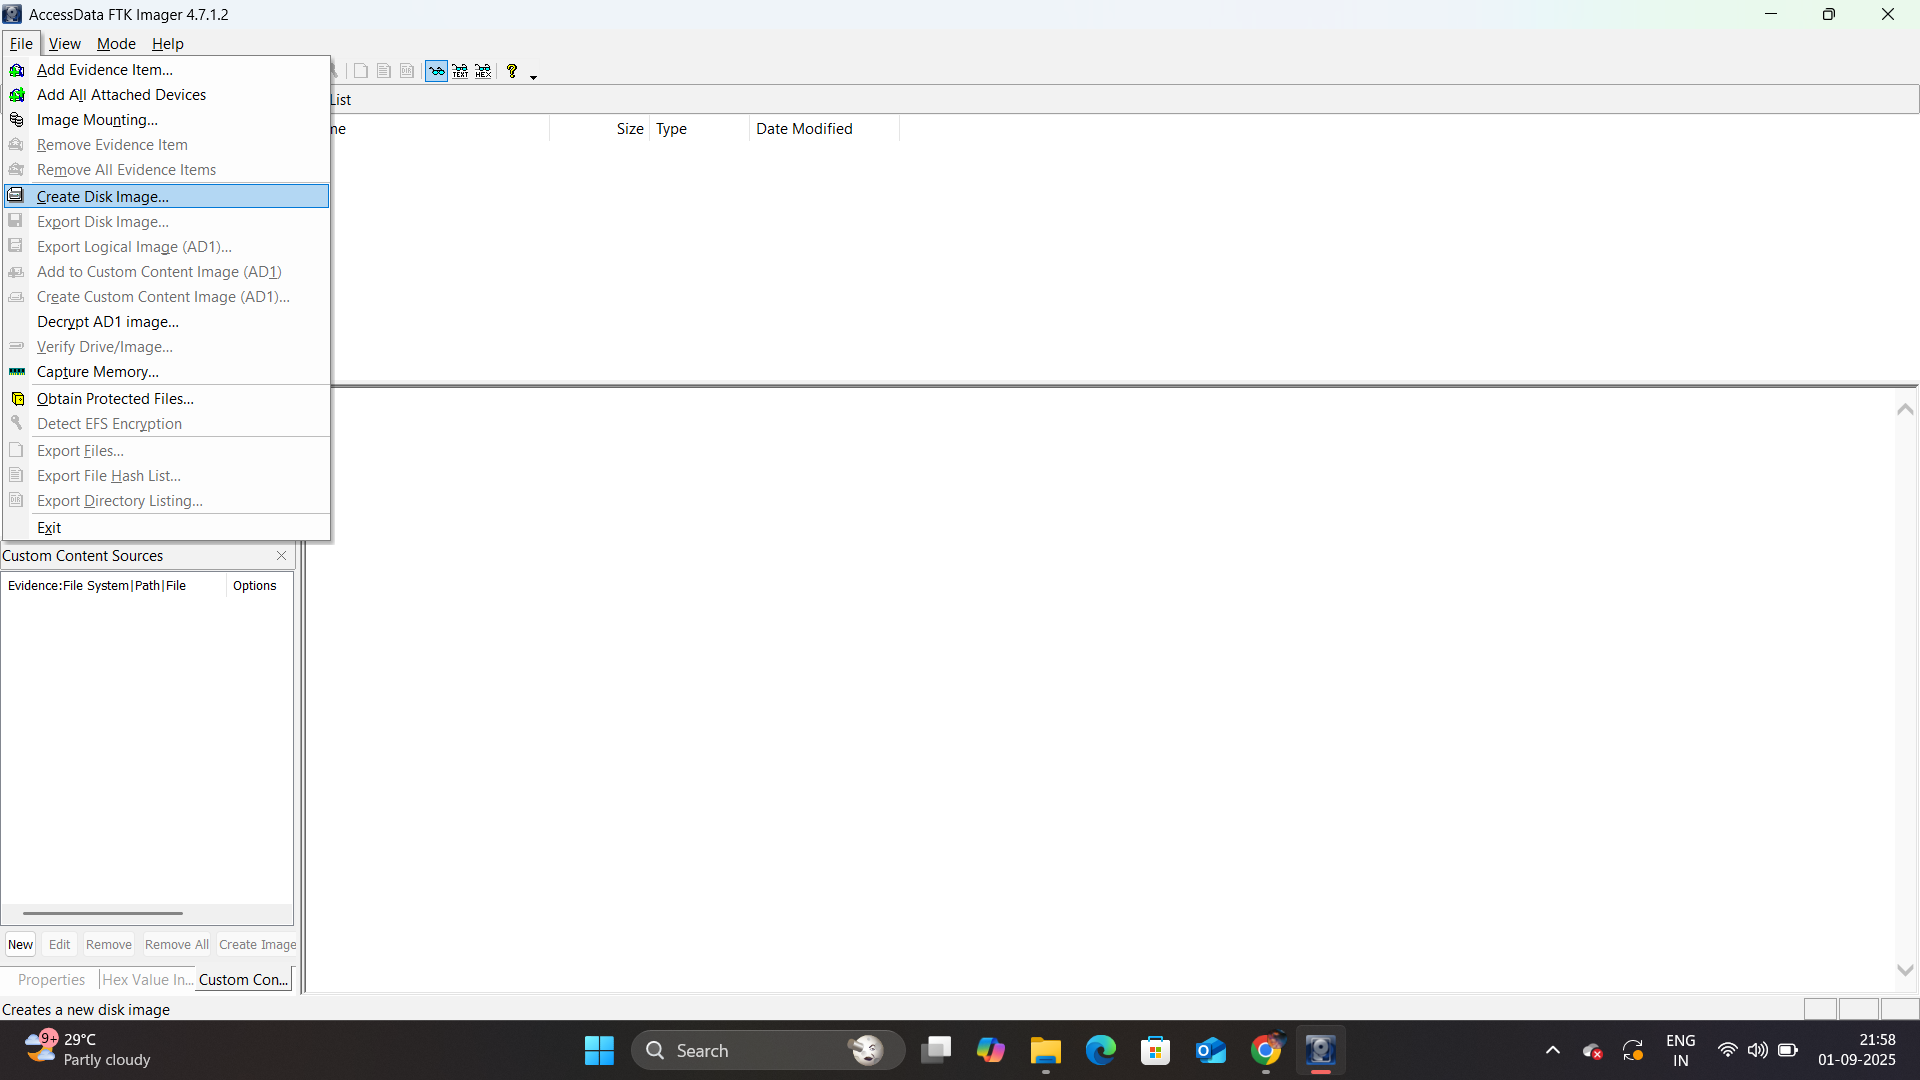 AccessData FTK Imager 4.7.1.2
File View Mode Help
Add Evidence Item...
Add All Attached Devices
Image Mounting...
Remove Evidence Item
Remove All Evidence Items
Create Disk Image...
Export Disk Image...
Export Logical Image (AD1)...
Add to Custom Content Image (AD1)
Create Custom Content Image (AD1)...
Decrypt AD1 image...
Verify Drive/Image...
Capture Memory...
Obtain Protected Files...
Detect EFS Encryption
Export Files...
Export File Hash List...
Export Directory Listing...
Exit
TEXT HEX ?
List
me Size Type Date Modified
Custom Content Sources
Evidence:File System|Path|File Options
New Edit Remove Remove All Create Image
Properties Hex Value In... Custom Con...
Creates a new disk image
9+ 29°C
Partly cloudy
Search
ENG
IN
21:58
01-09-2025